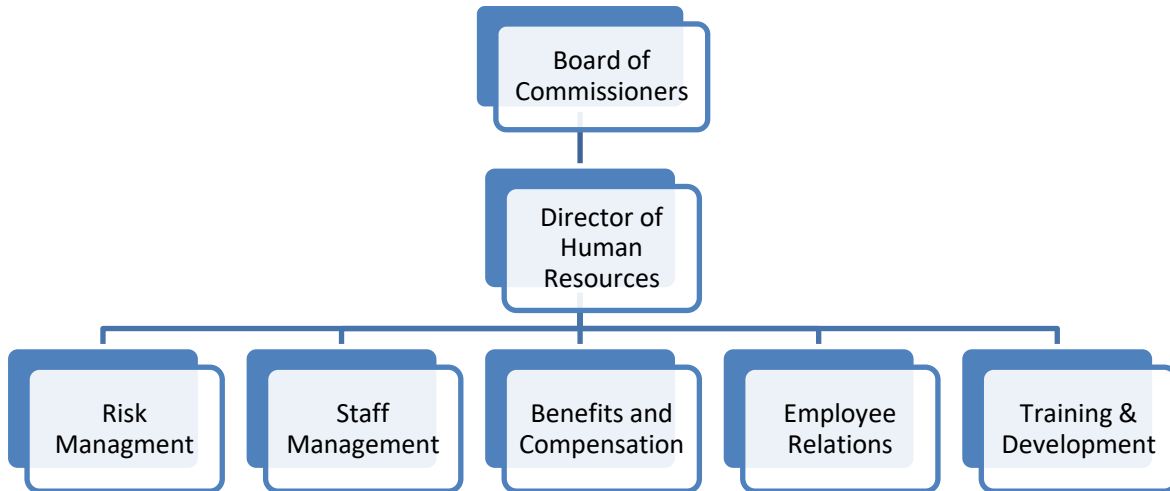 Board of
Commissioners
Director of
Human
Resources
Risk
Managment
Staff
Management
Benefits and
Compensation
Employee
Relations
Training &
Development